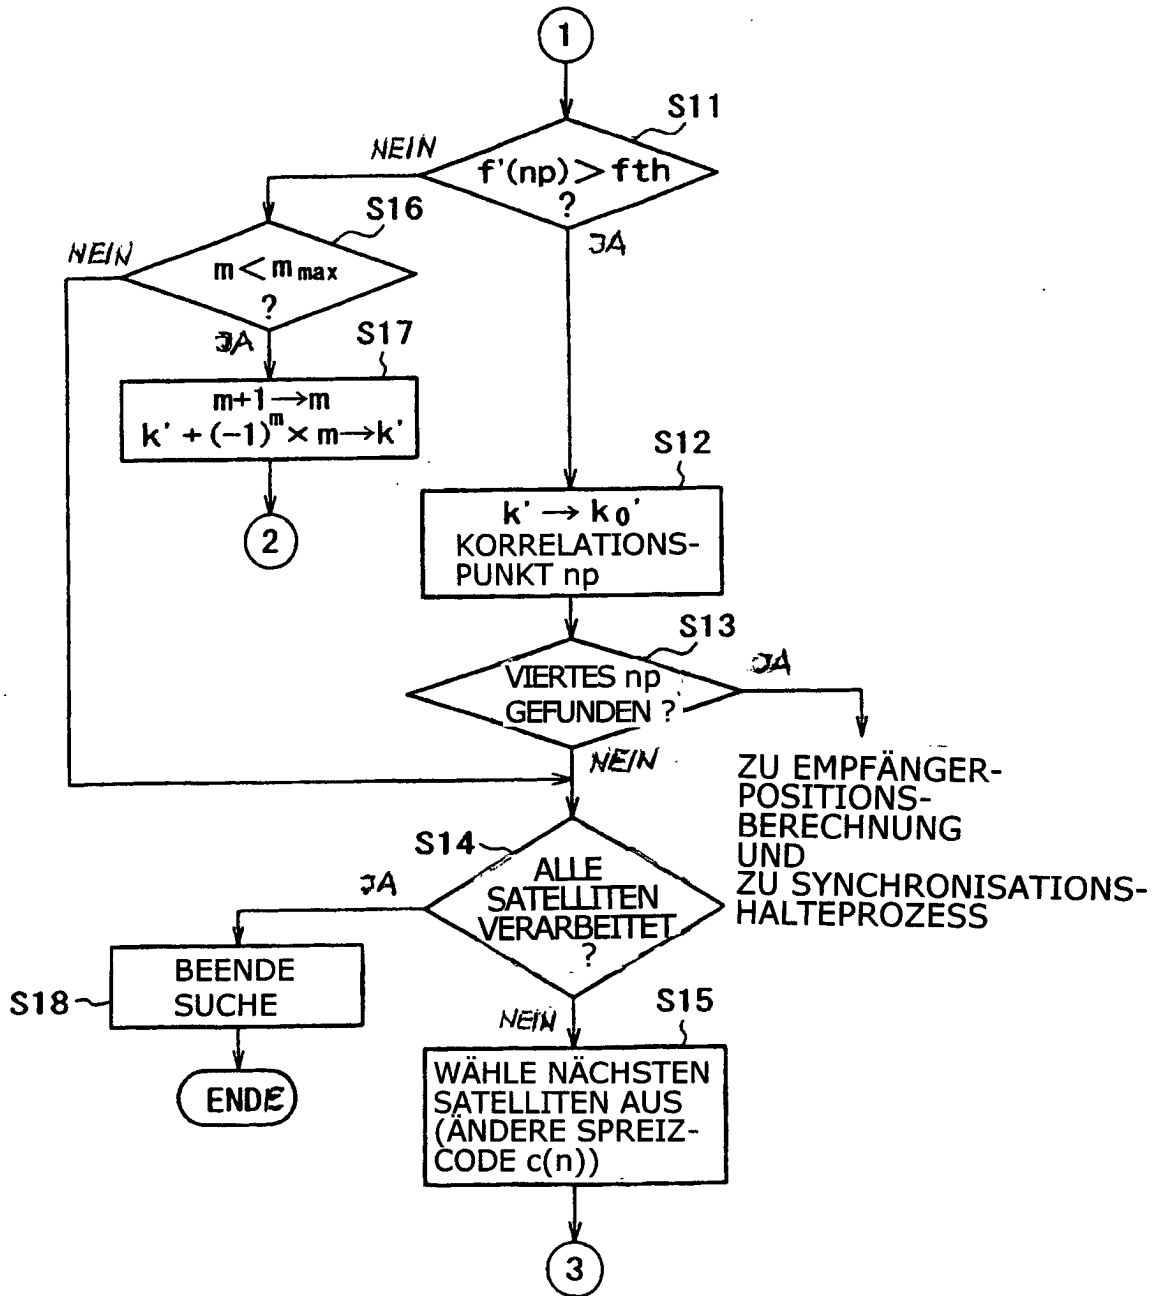 1
S11
NEIN
f'(np)>fth
?
JA
S16
NEIN
m<mmax
?
JA
S17
m+1→m
k'+(-1)^m×m→k'
2
S12
k'→k0'
KORRELATIONS-
PUNKT np
S13
VIERTES np
GEFUNDEN ?
JA
NEIN
ZU EMPFÄNGER-
POSITIONS-
BERECHNUNG
UND
ZU SYNCHRONISATIONS-
HALTEPROZESS
S14
ALLE
SATELLITEN
VERARBEITET
?
JA
S18
BEENDE
SUCHE
ENDE
NEIN
S15
WÄHLE NÄCHSTEN
SATELLITEN AUS
(ÄNDERE SPREIZ-
CODE c(n))
3